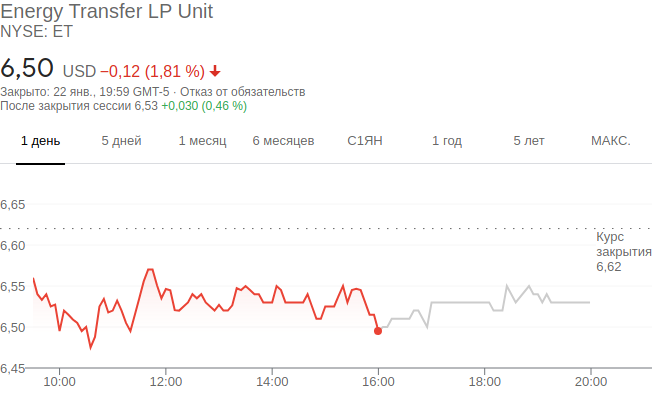 Energy Transfer LP Unit
NYSE: ET
6,50 USD −0,12 (1,81 %)
Закрыто: 22 янв., 19:59 GMT-5 · Отказ от обязательств
После закрытия сессии 6,53 +0,030 (0,46 %)
1 день 5 дней 1 месяц 6 месяцев С1ЯН 1 год 5 лет МАКС.
6,65
Курс
закрытия
6,62
6,60
6,55
6,50
6,45
10:00 12:00 14:00 16:00 18:00 20:00